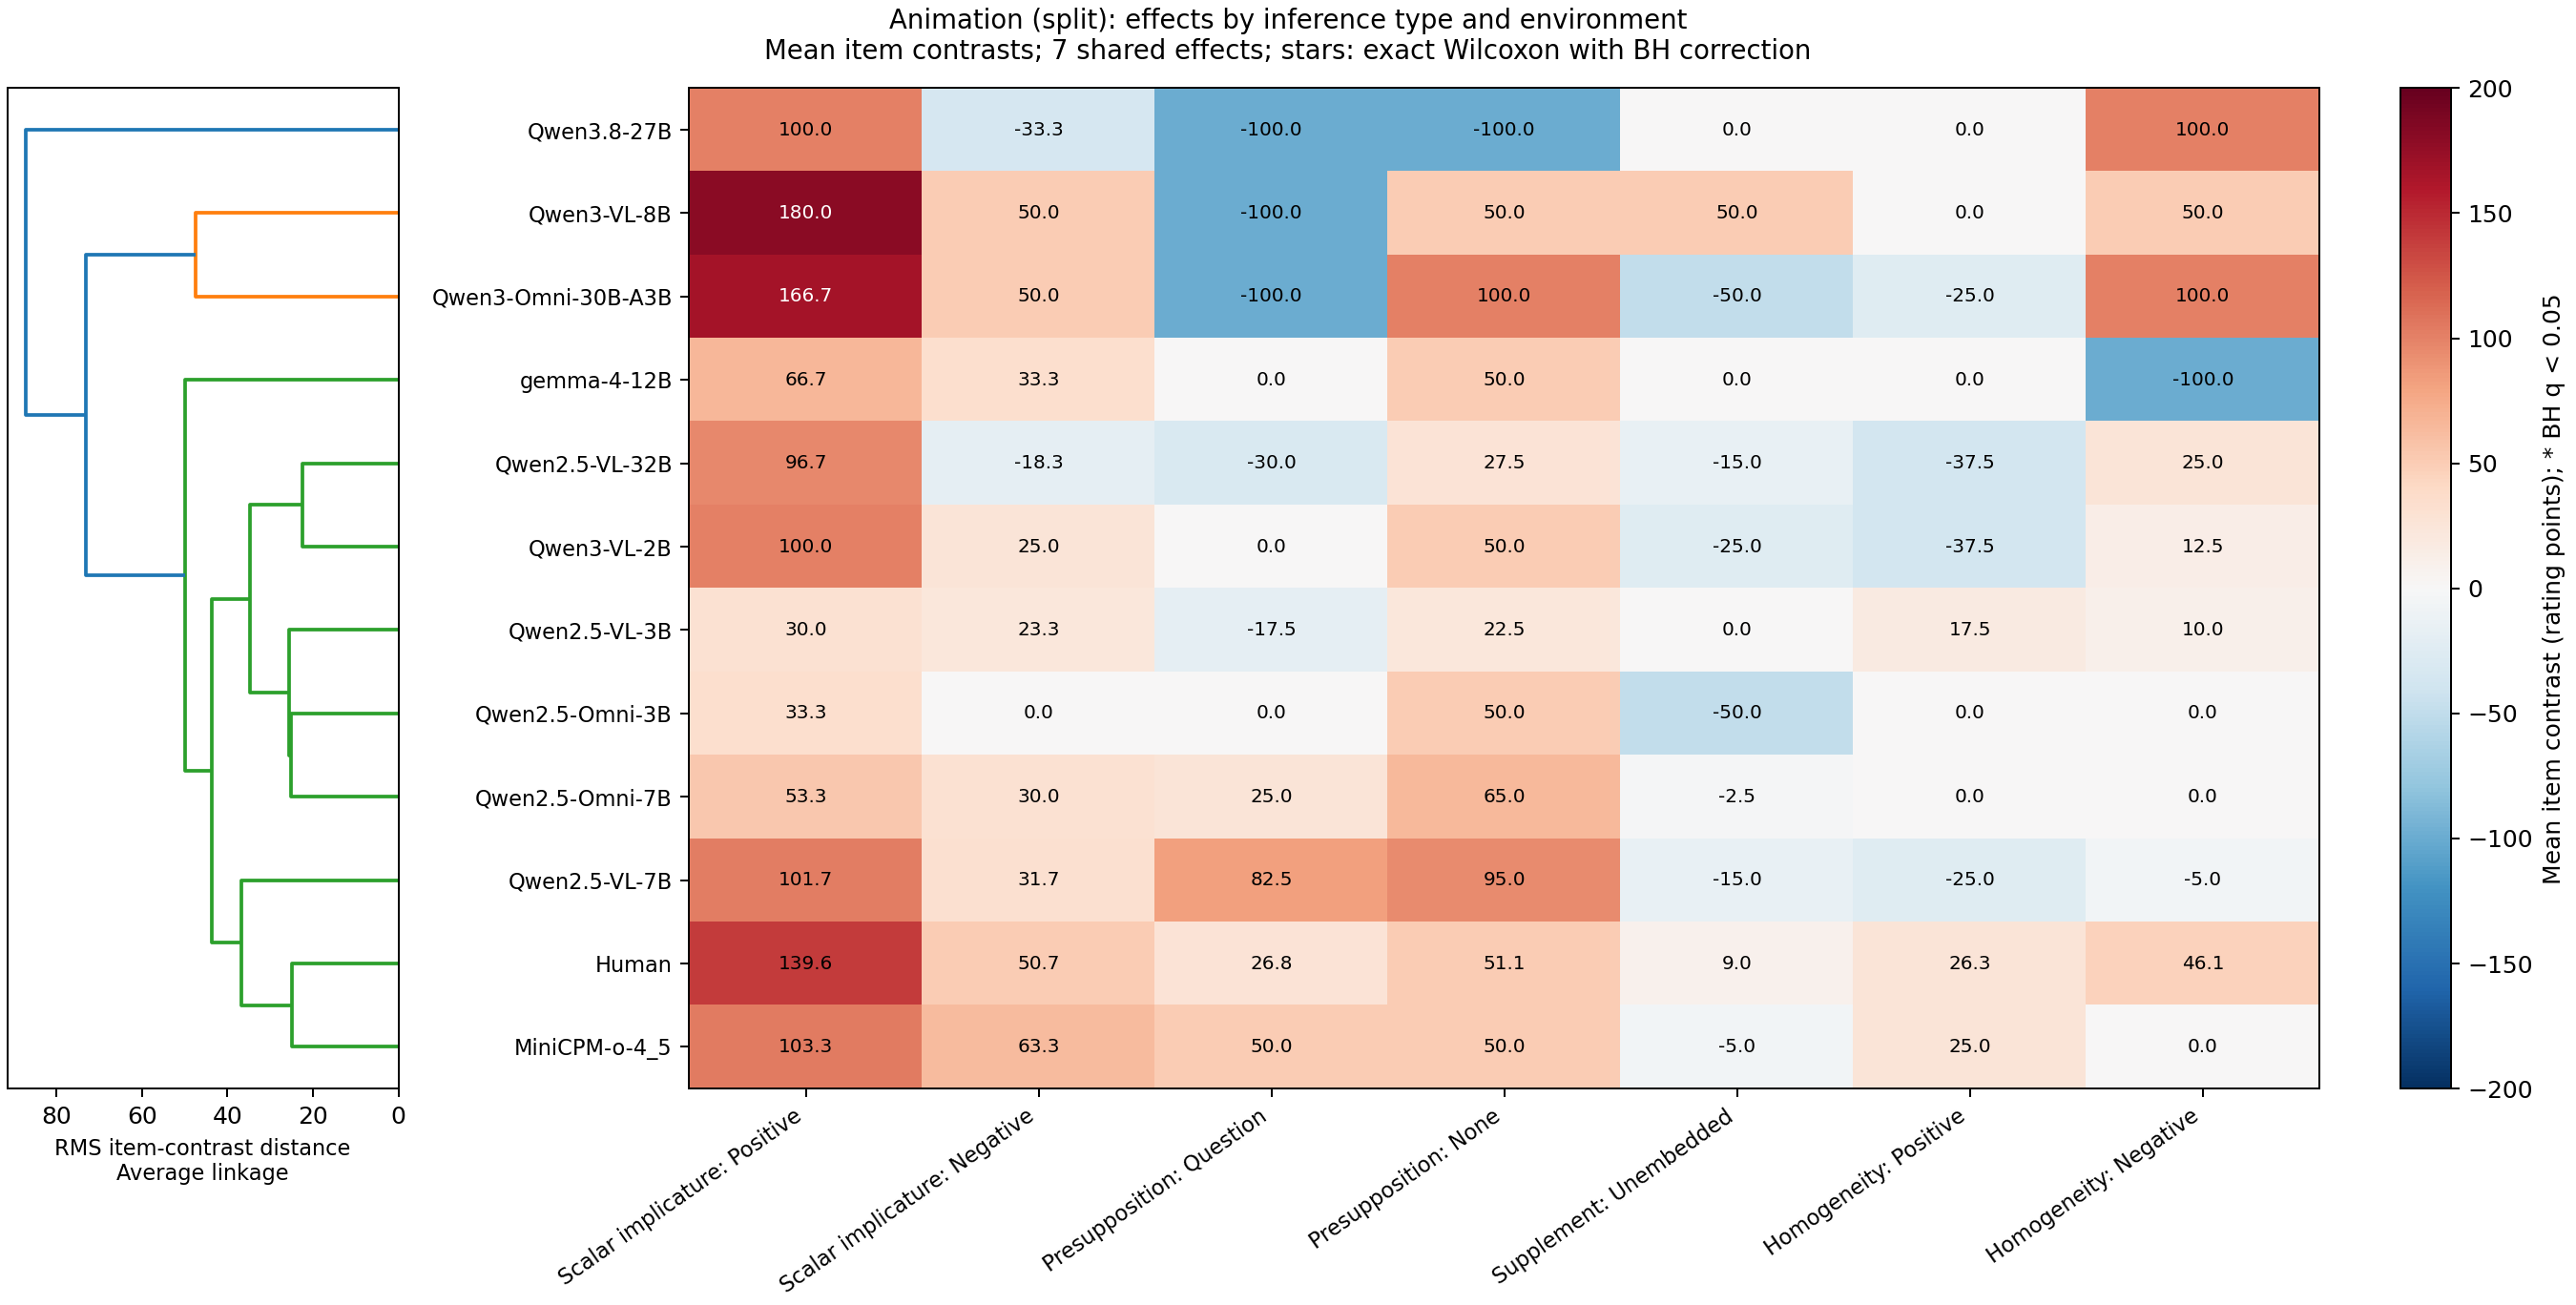 Animation (split): effects by inference type and environment
Mean item contrasts; 7 shared effects; stars: exact Wilcoxon with BH correction
Qwen3.8-27B 100.0 -33.3 -100.0 -100.0 0.0 0.0 100.0
Qwen3-VL-8B 180.0 50.0 -100.0 50.0 50.0 0.0 50.0
Qwen3-Omni-30B-A3B 166.7 50.0 -100.0 100.0 -50.0 -25.0 100.0
gemma-4-12B 66.7 33.3 0.0 50.0 0.0 0.0 -100.0
Qwen2.5-VL-32B 96.7 -18.3 -30.0 27.5 -15.0 -37.5 25.0
Qwen3-VL-2B 100.0 25.0 0.0 50.0 -25.0 -37.5 12.5
Qwen2.5-VL-3B 30.0 23.3 -17.5 22.5 0.0 17.5 10.0
Qwen2.5-Omni-3B 33.3 0.0 0.0 50.0 -50.0 0.0 0.0
Qwen2.5-Omni-7B 53.3 30.0 25.0 65.0 -2.5 0.0 0.0
Qwen2.5-VL-7B 101.7 31.7 82.5 95.0 -15.0 -25.0 -5.0
Human 139.6 50.7 26.8 51.1 9.0 26.3 46.1
MiniCPM-o-4_5 103.3 63.3 50.0 50.0 -5.0 25.0 0.0
80 60 40 20 0
RMS item-contrast distance
Average linkage
Scalar implicature: Positive
Scalar implicature: Negative
Presupposition: Question
Presupposition: None
Supplement: Unembedded
Homogeneity: Positive
Homogeneity: Negative
200
150
100
50
0
−50
−100
−150
−200
Mean item contrast (rating points); * BH q < 0.05